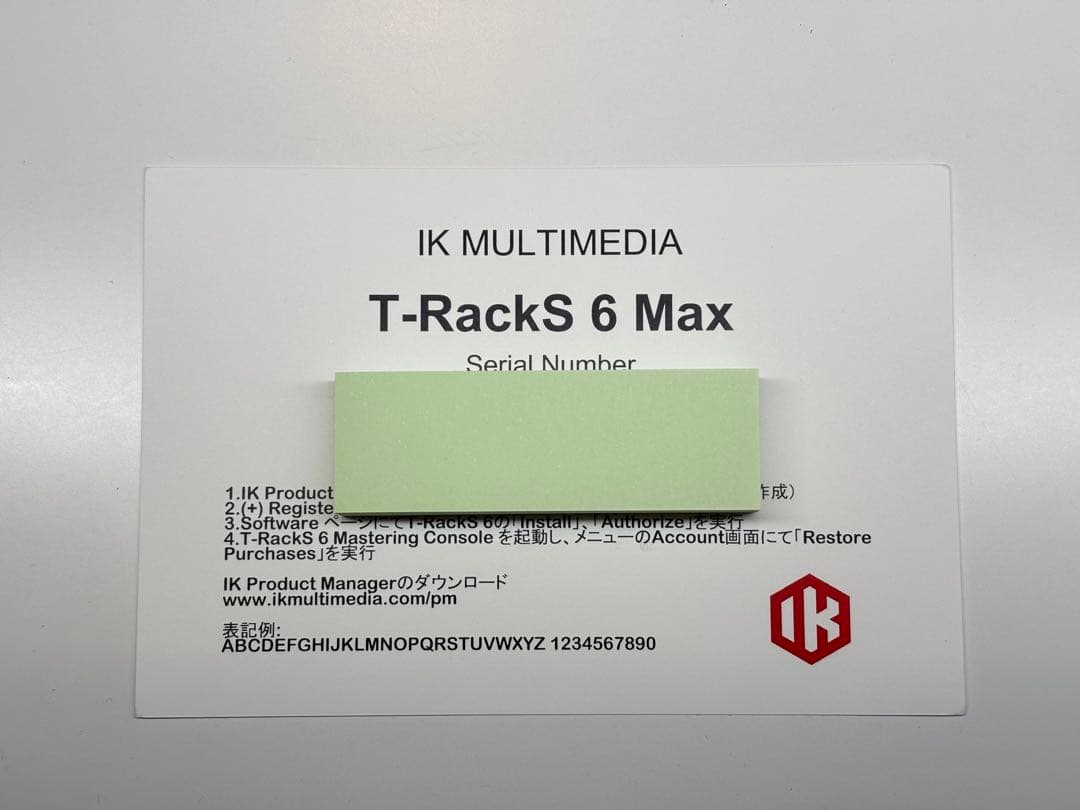 IK MULTIMEDIA
T-RackS 6 Max
Serial Number
1.IK Product
作成）
2.(+) Registe
3.Software ページにてT-RackS 6の「Install」、「Authorize」を実行
4.T-RackS 6 Mastering Console を起動し、メニューのAccount画面にて「Restore
Purchases」を実行
IK Product Managerのダウンロード
www.ikmultimedia.com/pm
表記例:
ABCDEFGHIJKLMNOPQRSTUVWXYZ 1234567890
IK